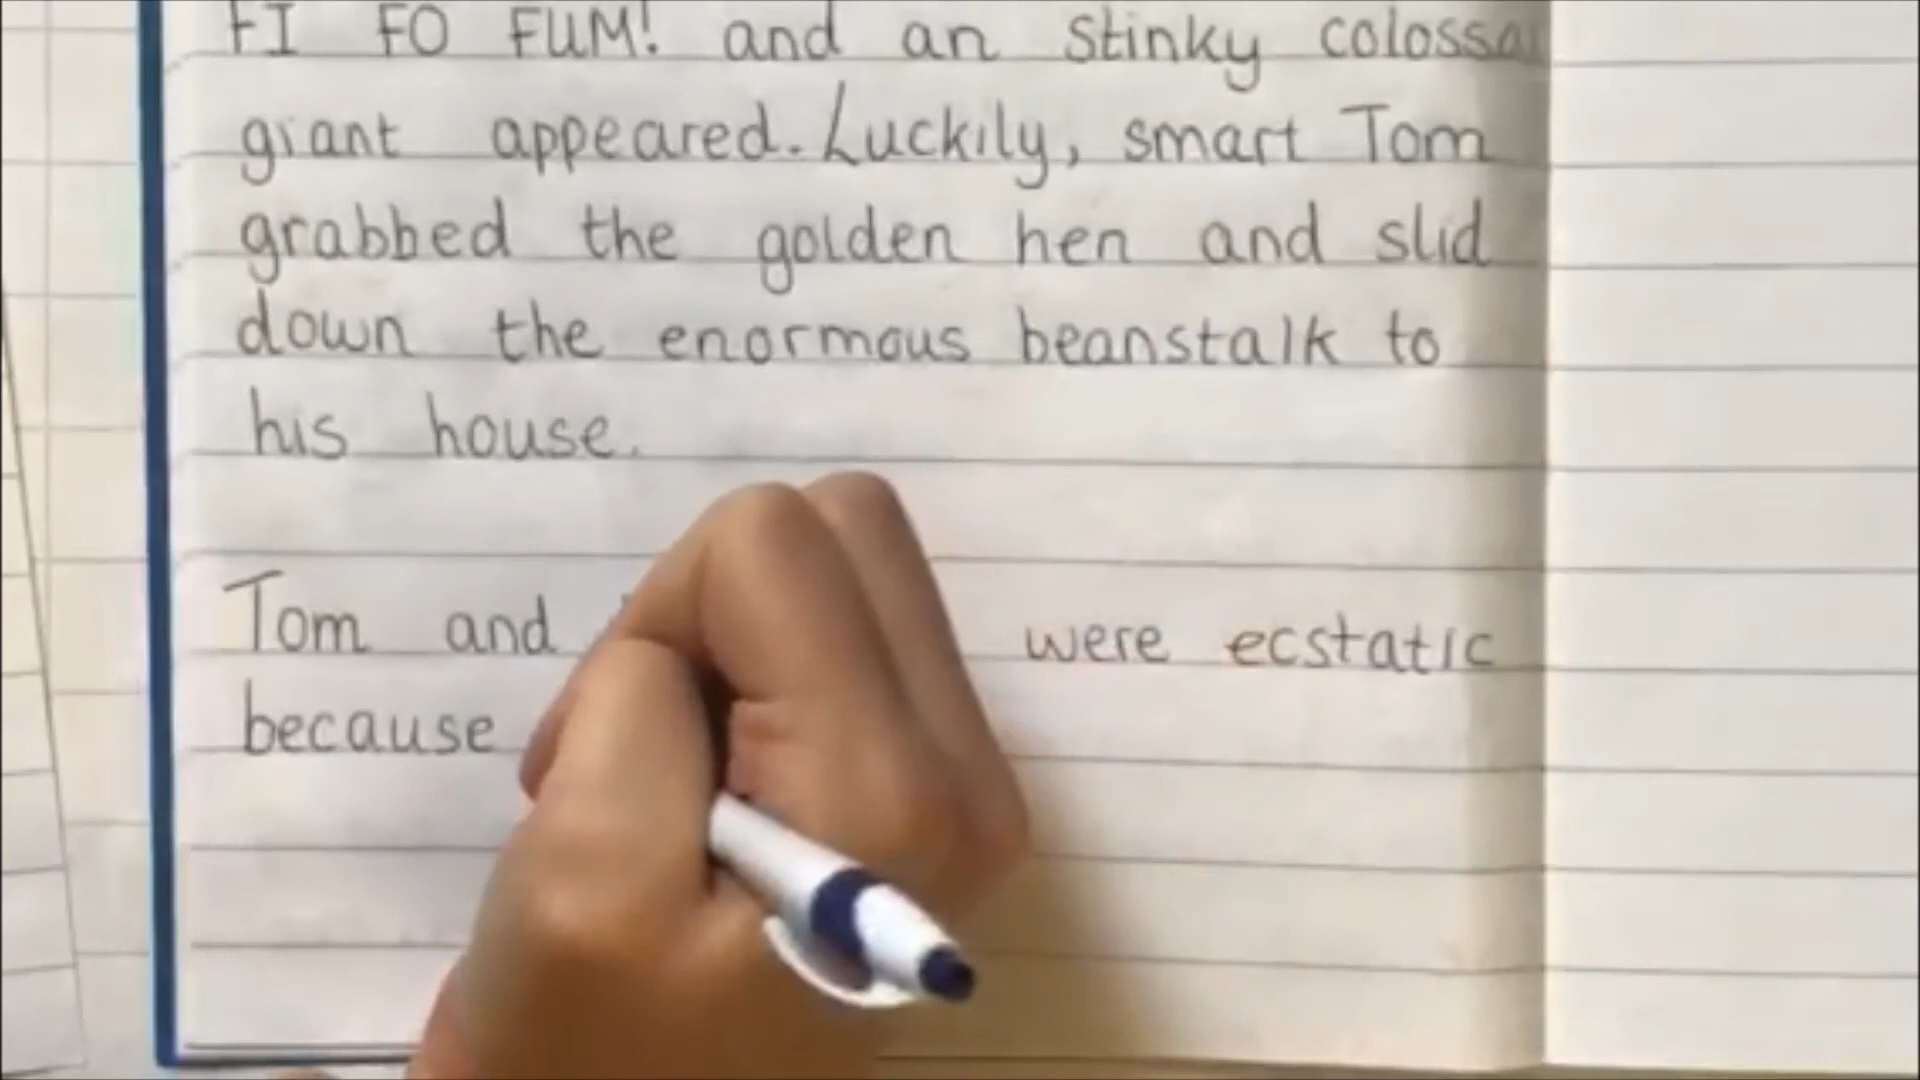 FI FO FUM! and an stinky colossal
giant appeared. Luckily, smart Tom
grabbed the golden hen and slid
down the enormous beanstalk to
his house.
Tom and were ecstatic
because